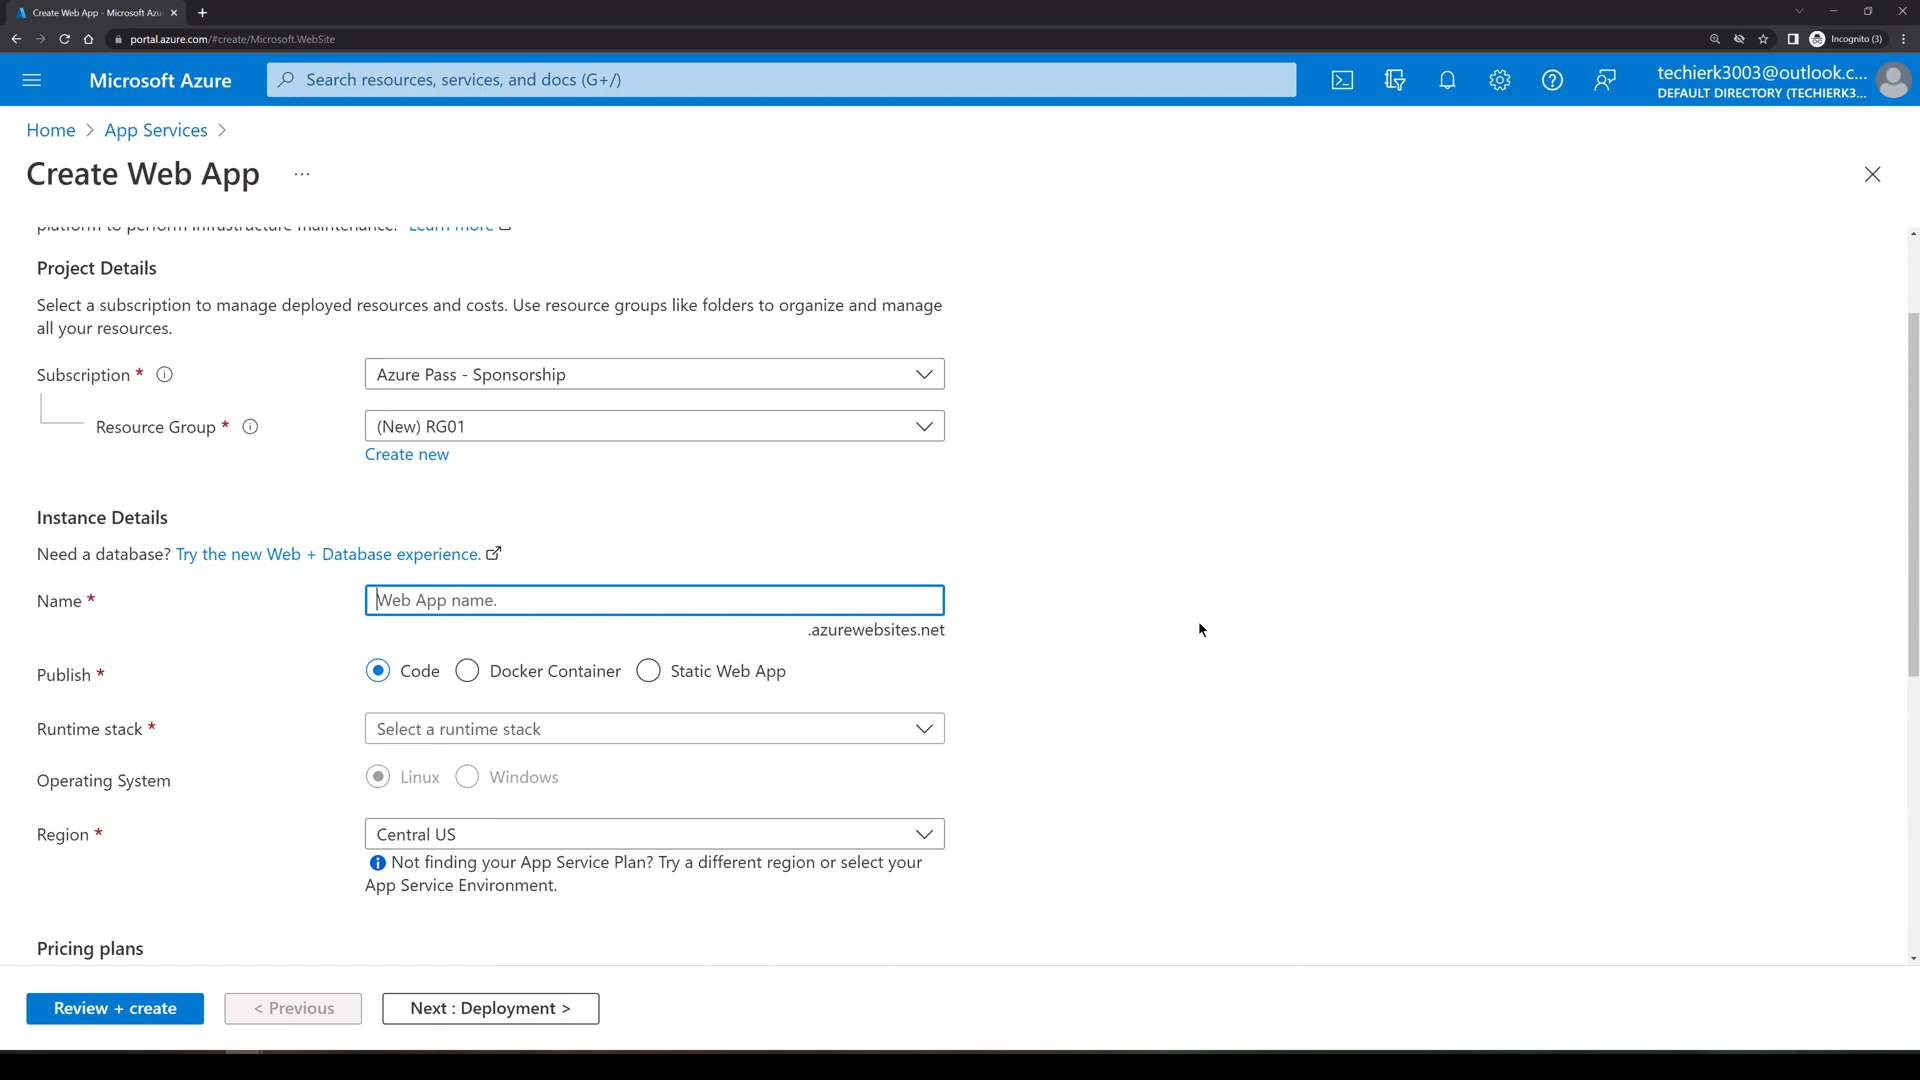 Create Web App - Microsoft Azu
portal.azure.com/#create/Microsoft.WebSite
Incognito (3)
Microsoft Azure
Search resources, services, and docs (G+/)
techierk3003@outlook.c...
DEFAULT DIRECTORY (TECHIERK3...
Home > App Services >
Create Web App ...
platform to perform infrastructure maintenance. Learn more
Project Details
Select a subscription to manage deployed resources and costs. Use resource groups like folders to organize and manage
all your resources.
Subscription *
Azure Pass - Sponsorship
Resource Group *
(New) RG01
Create new
Instance Details
Need a database? Try the new Web + Database experience.
Name *
Web App name.
.azurewebsites.net
Publish *
Code Docker Container Static Web App
Runtime stack *
Select a runtime stack
Operating System
Linux Windows
Region *
Central US
Not finding your App Service Plan? Try a different region or select your
App Service Environment.
Pricing plans
Review + create
< Previous
Next : Deployment >